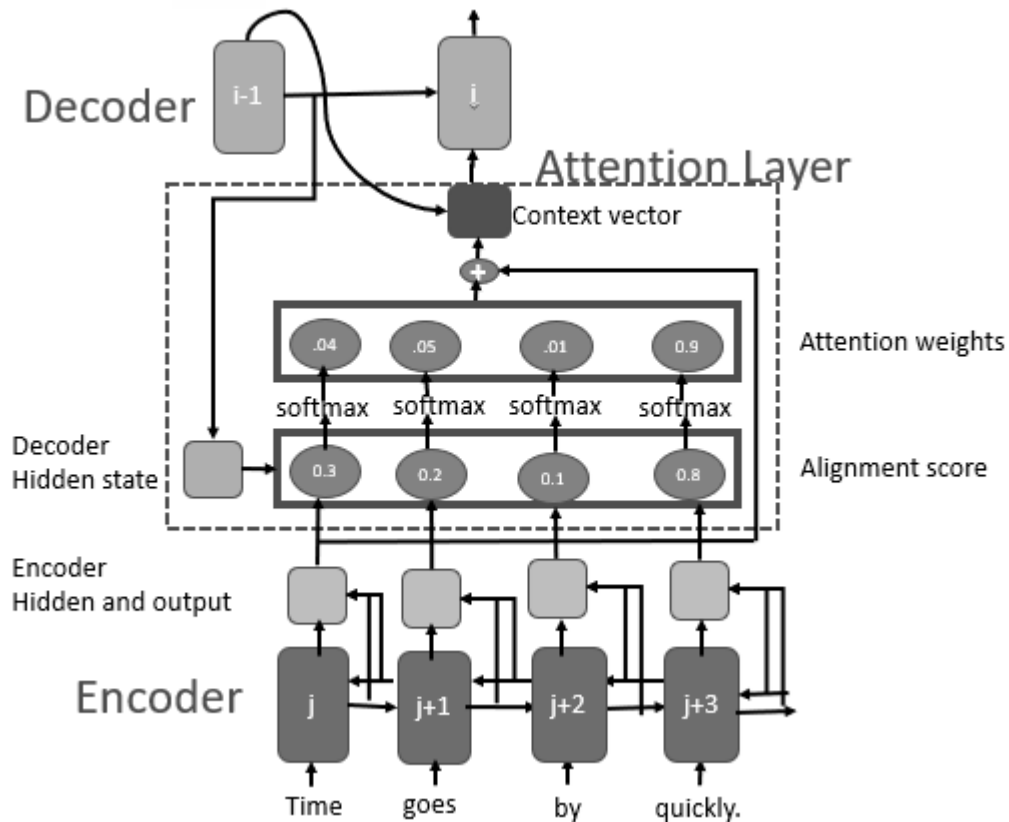 i-1
i
Decoder
Attention Layer
Context vector
+
.04
.05
.01
0.9
Attention weights
softmax
softmax
softmax
softmax
Decoder
Hidden state
0.3
0.2
0.1
0.8
Alignment score
Encoder
Hidden and output
Encoder
j
j+1
j+2
j+3
Time
goes
by
quickly.